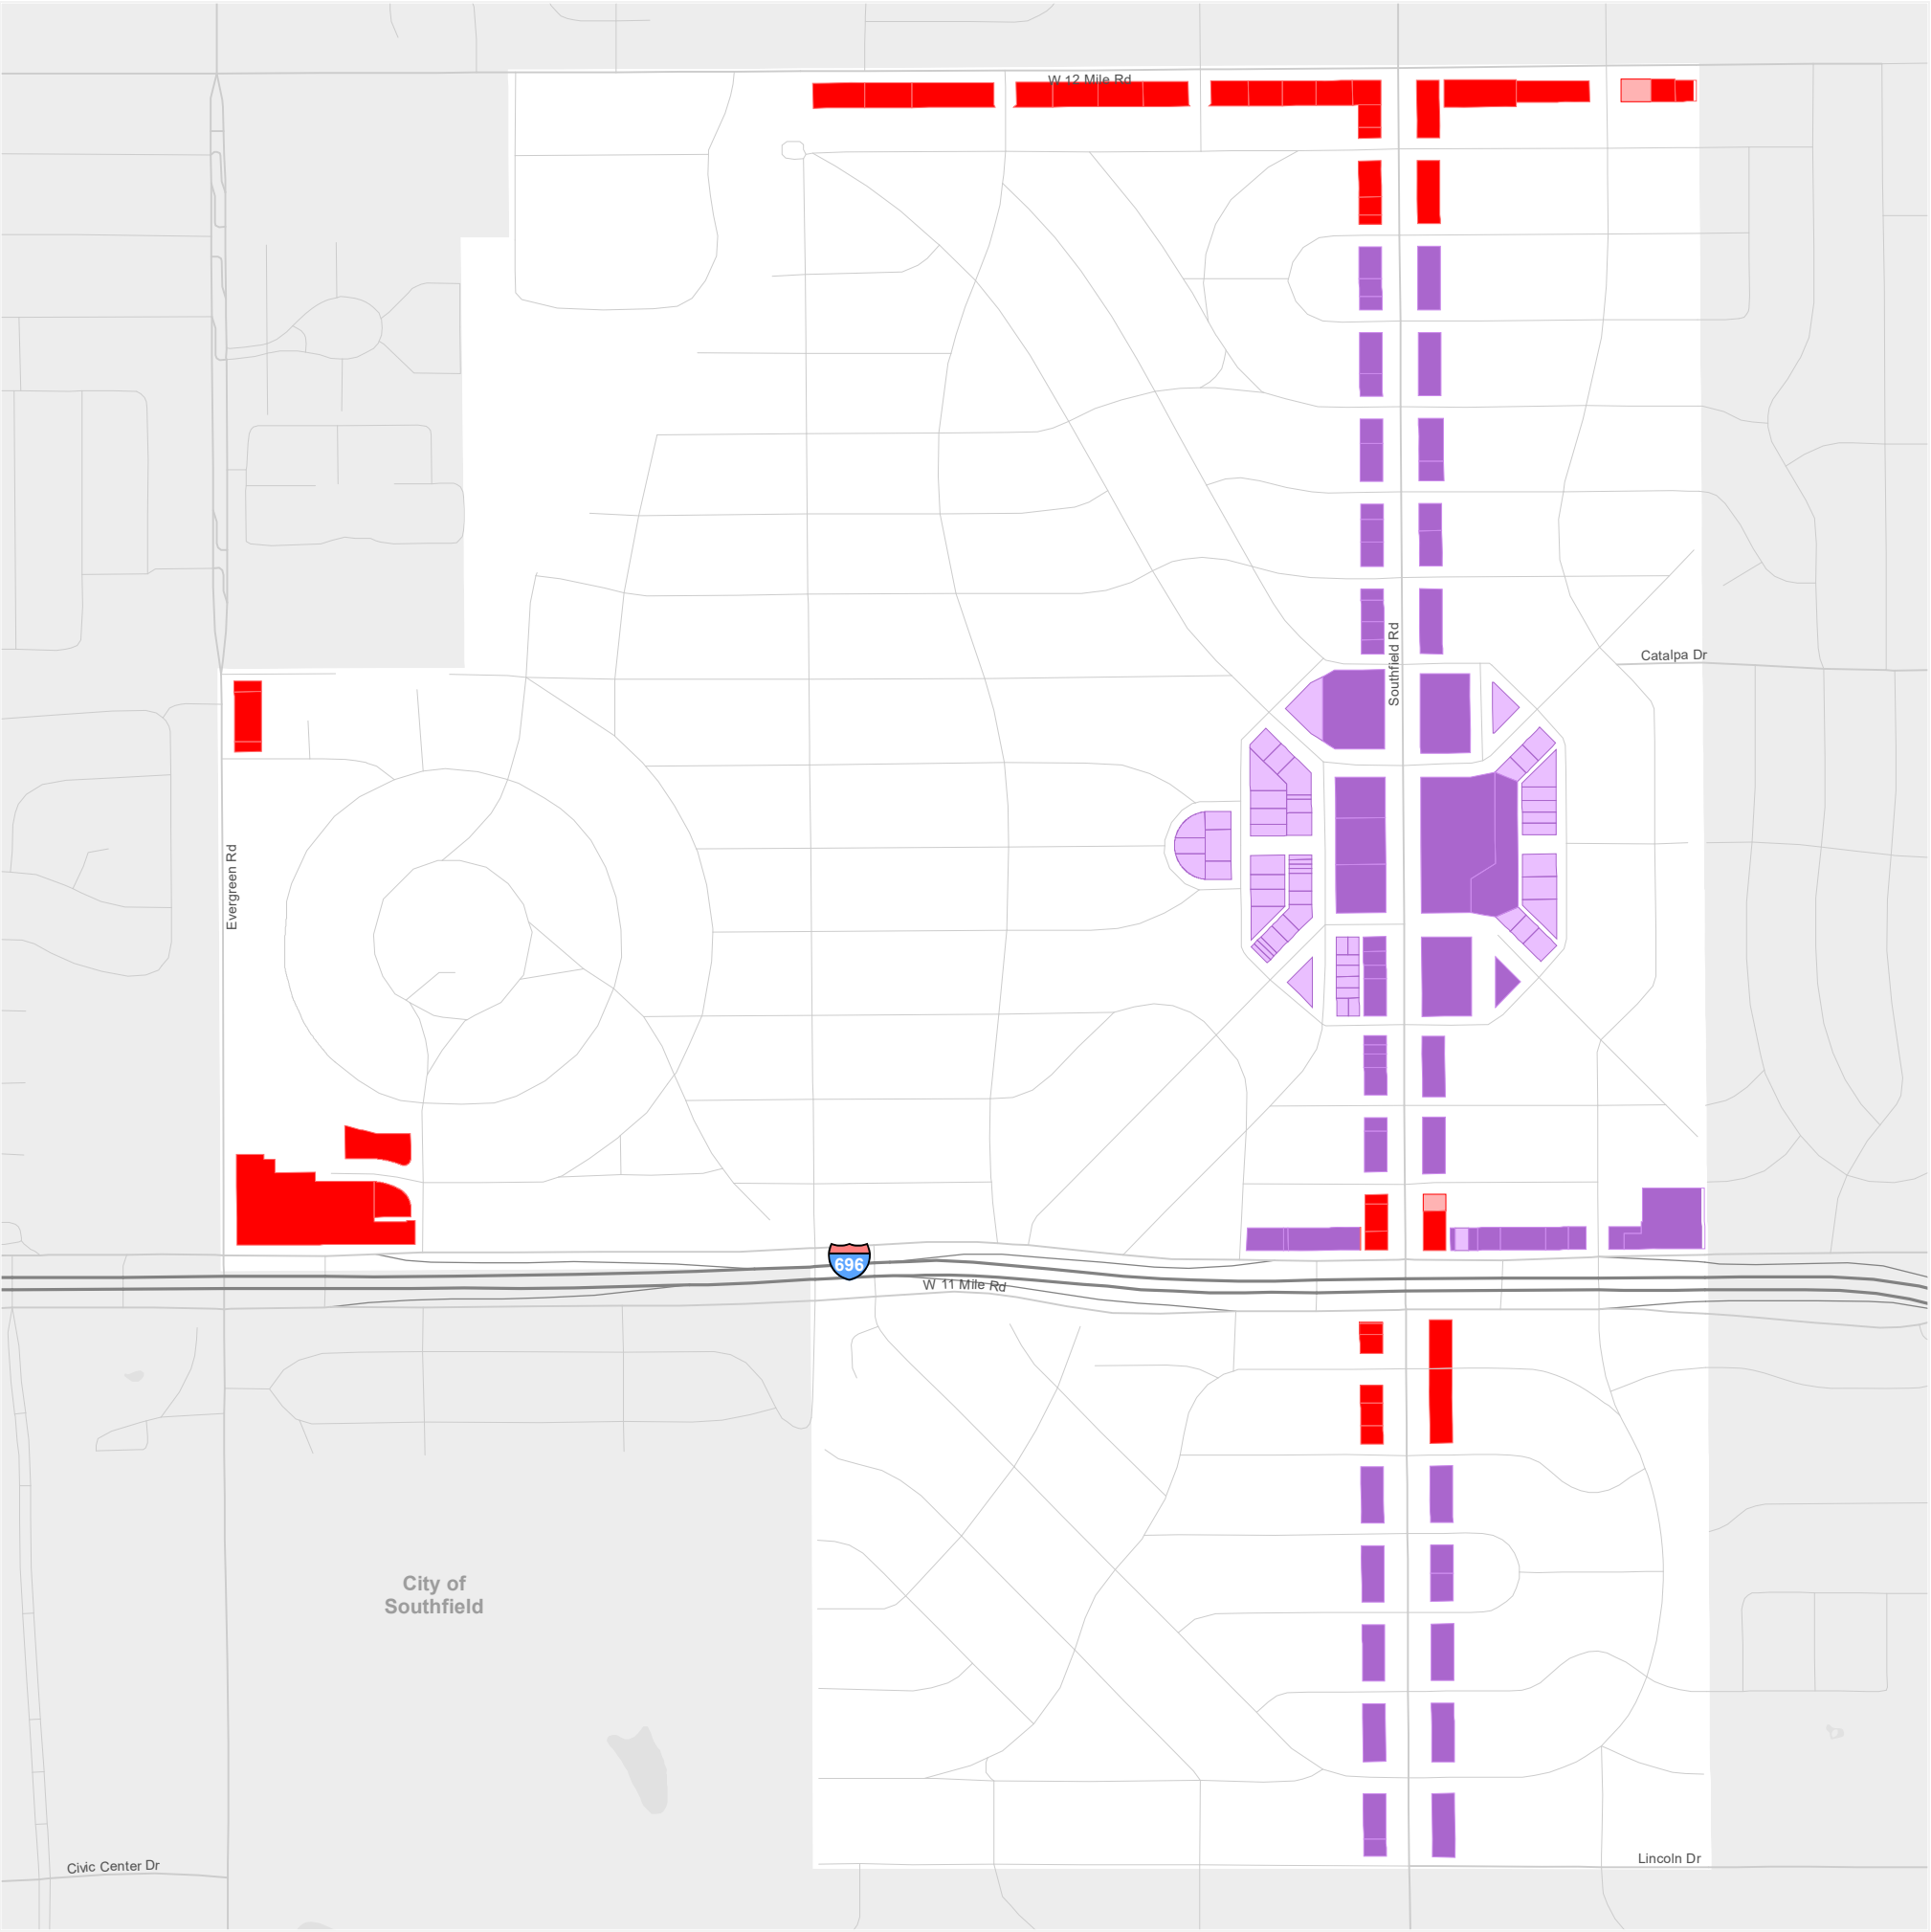 W 12 Mile Rd
Southfield Rd
Catalpa Dr
Evergreen Rd
696
W 11 Mile Rd
City of
Southfield
Civic Center Dr
Lincoln Dr